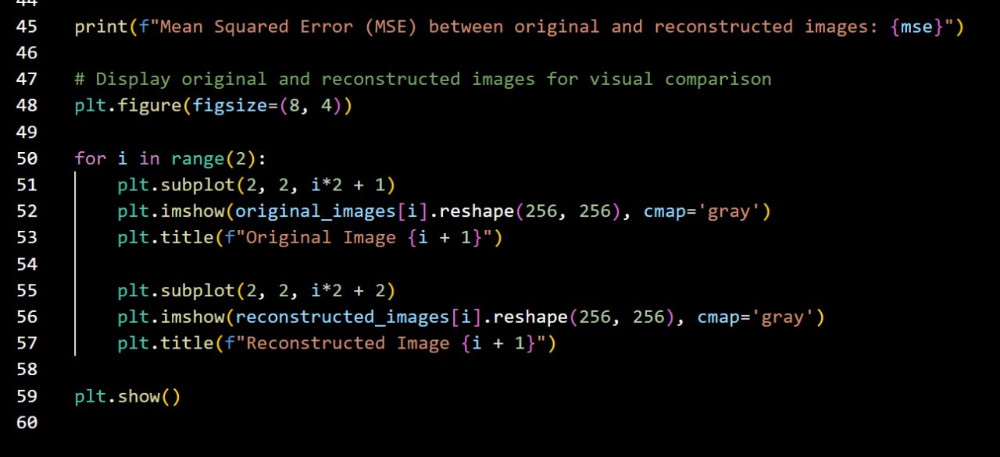 44
45 print(f"Mean Squared Error (MSE) between original and reconstructed images: {mse}")
46
47 # Display original and reconstructed images for visual comparison
48 plt.figure(figsize=(8, 4))
49
50 for i in range(2):
51     plt.subplot(2, 2, i*2 + 1)
52     plt.imshow(original_images[i].reshape(256, 256), cmap='gray')
53     plt.title(f"Original Image {i + 1}")
54
55     plt.subplot(2, 2, i*2 + 2)
56     plt.imshow(reconstructed_images[i].reshape(256, 256), cmap='gray')
57     plt.title(f"Reconstructed Image {i + 1}")
58
59 plt.show()
60